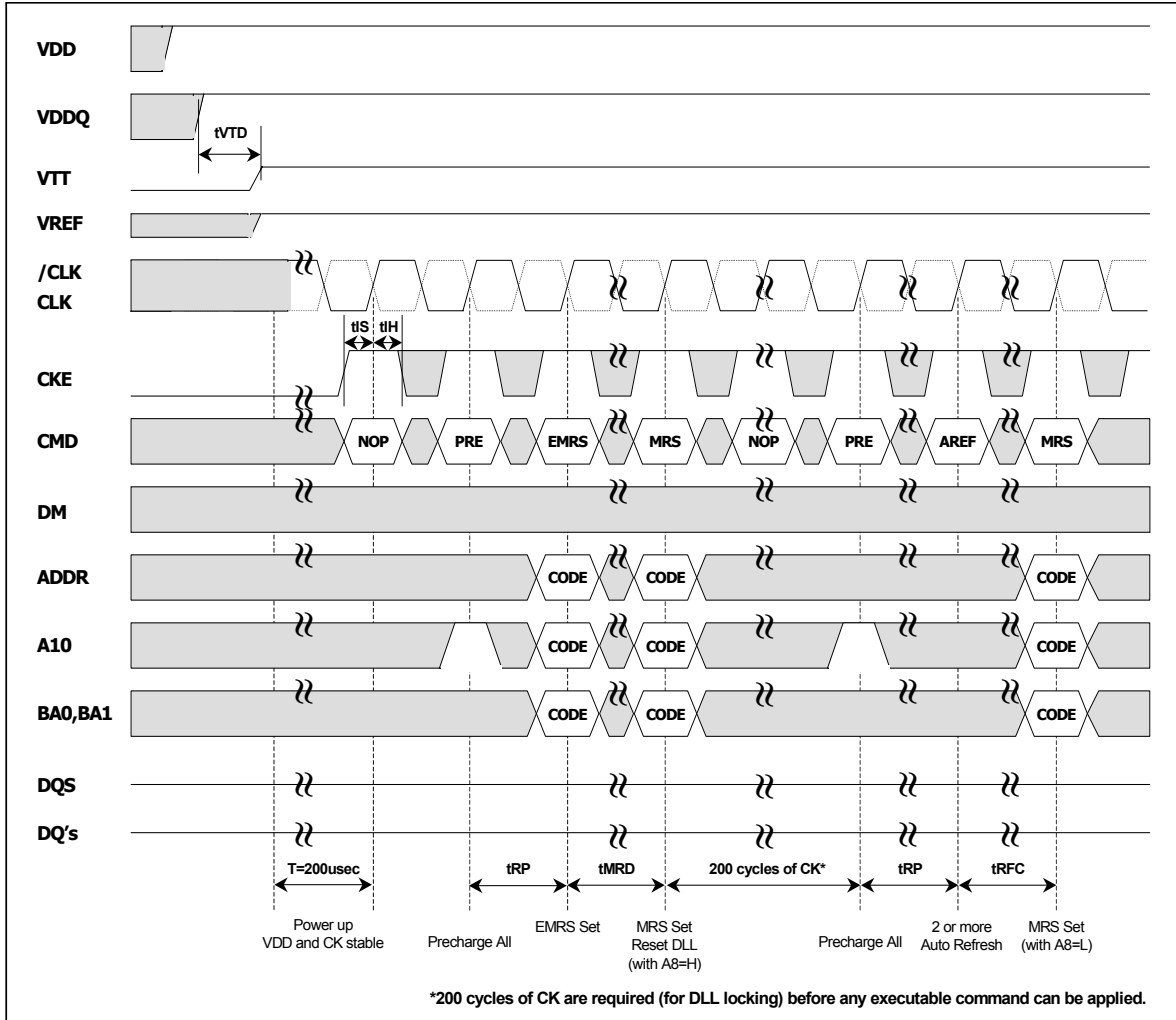 VDD
VDDQ
tVTD
VTT
VREF
/CLK
CLK
tIS tIH
CKE
CMD NOP PRE EMRS MRS NOP PRE AREF MRS
DM
ADDR CODE CODE CODE
A10 CODE CODE CODE
BA0,BA1 CODE CODE CODE
DQS
DQ's
T=200usec tRP tMRD 200 cycles of CK* tRP tRFC
Power up
VDD and CK stable
Precharge All
EMRS Set
MRS Set
Reset DLL
(with A8=H)
Precharge All
2 or more
Auto Refresh
MRS Set
(with A8=L)
*200 cycles of CK are required (for DLL locking) before any executable command can be applied.